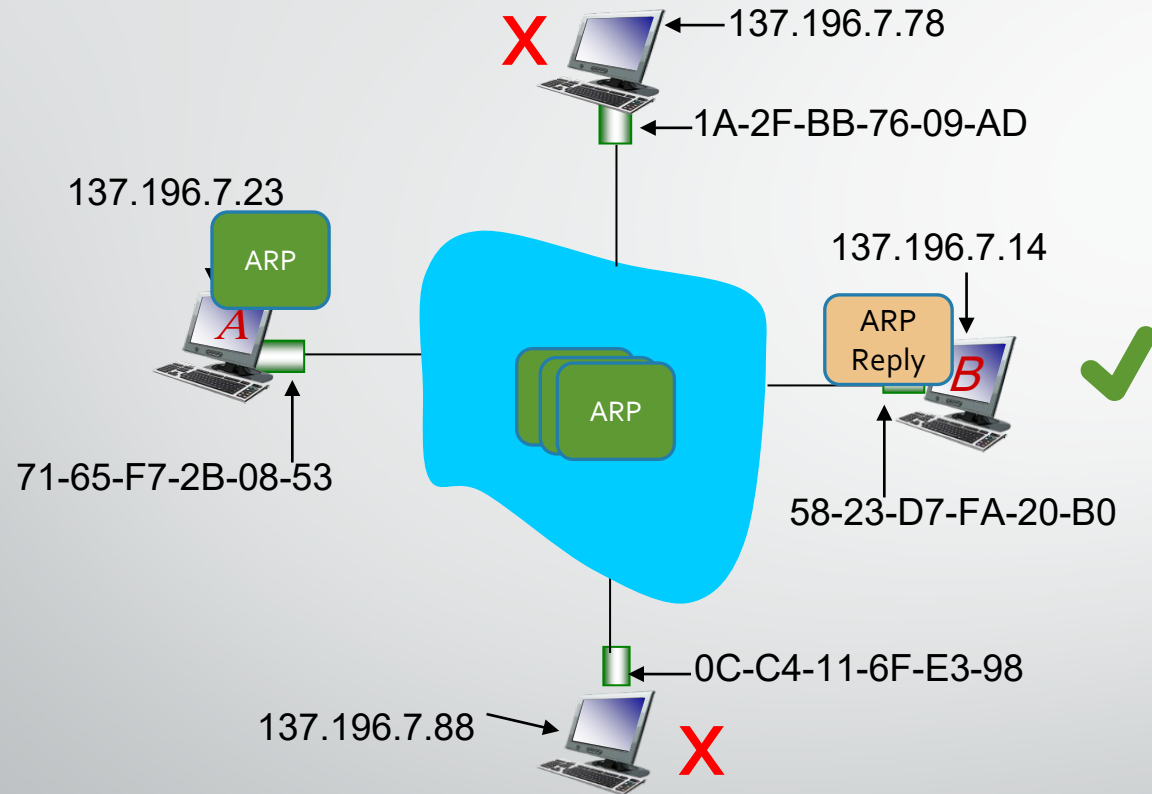 X
137.196.7.78
1A-2F-BB-76-09-AD
137.196.7.23
ARP
A
71-65-F7-2B-08-53
ARP
137.196.7.14
ARP
Reply
B
58-23-D7-FA-20-B0
0C-C4-11-6F-E3-98
137.196.7.88
X